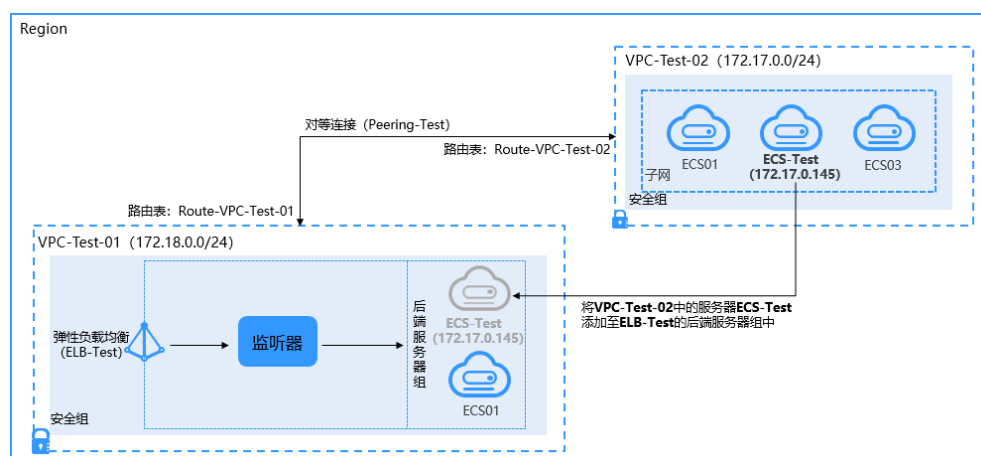 Region
VPC-Test-02（172.17.0.0/24）
ECS01
ECS-Test
(172.17.0.145)
ECS03
子网
安全组
对等连接（Peering-Test）
路由表：Route-VPC-Test-02
路由表：Route-VPC-Test-01
VPC-Test-01（172.18.0.0/24）
弹性负载均衡
(ELB-Test)
监听器
后端服务器组
ECS-Test
(172.17.0.145)
ECS01
安全组
将VPC-Test-02中的服务器ECS-Test
添加至ELB-Test的后端服务器组中